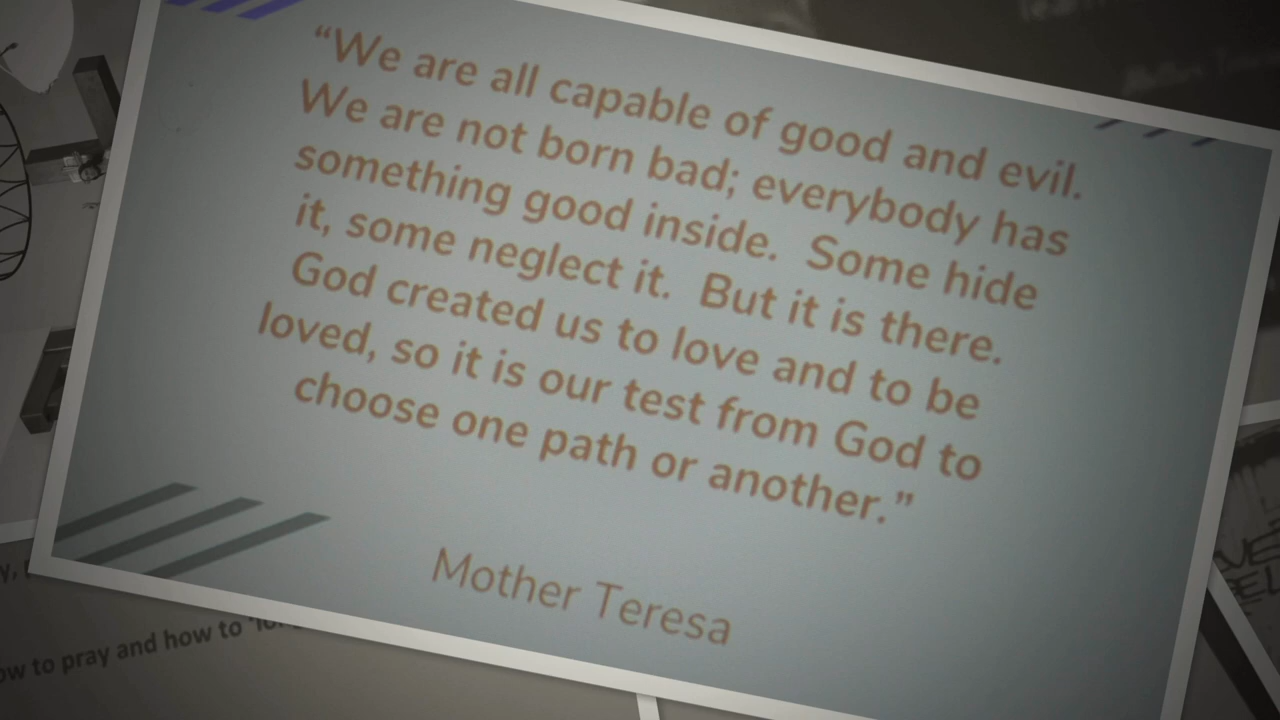 “We are all capable of good and evil.
We are not born bad; everybody has
something good inside.  Some hide
it, some neglect it.  But it is there.
God created us to love and to be
loved, so it is our test from God to
choose one path or another.”
Mother Teresa
to pray and how to